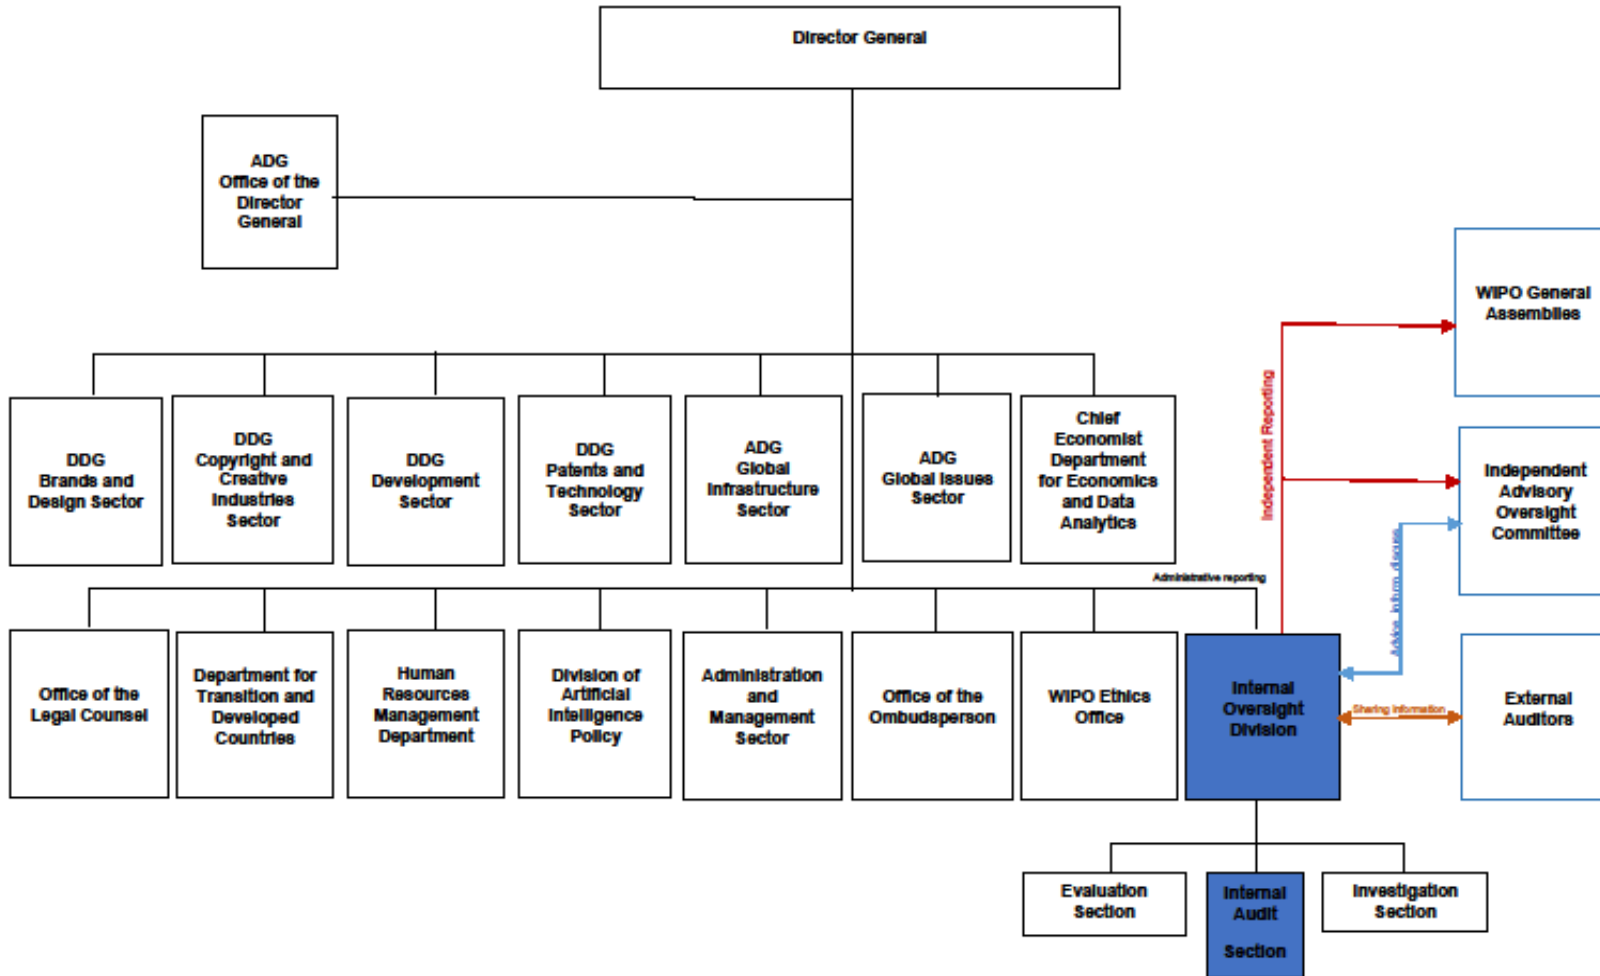 Director General
ADG
Office of the
Director
General
WIPO General
Assemblies
Independent Reporting
DDG
Brands and
Design Sector
DDG
Copyright and
Creative
Industries
Sector
DDG
Development
Sector
DDG
Patents and
Technology
Sector
ADG
Global
Infrastructure
Sector
ADG
Global Issues
Sector
Chief
Economist
Department
for Economics
and Data
Analytics
Independent
Advisory
Oversight
Committee
Advice, inform, discuss
Administrative reporting
Office of the
Legal Counsel
Department for
Transition and
Developed
Countries
Human
Resources
Management
Department
Division of
Artificial
Intelligence
Policy
Administration
and
Management
Sector
Office of the
Ombudsperson
WIPO Ethics
Office
Internal
Oversight
Division
Sharing information
External
Auditors
Evaluation
Section
Internal
Audit
Section
Investigation
Section